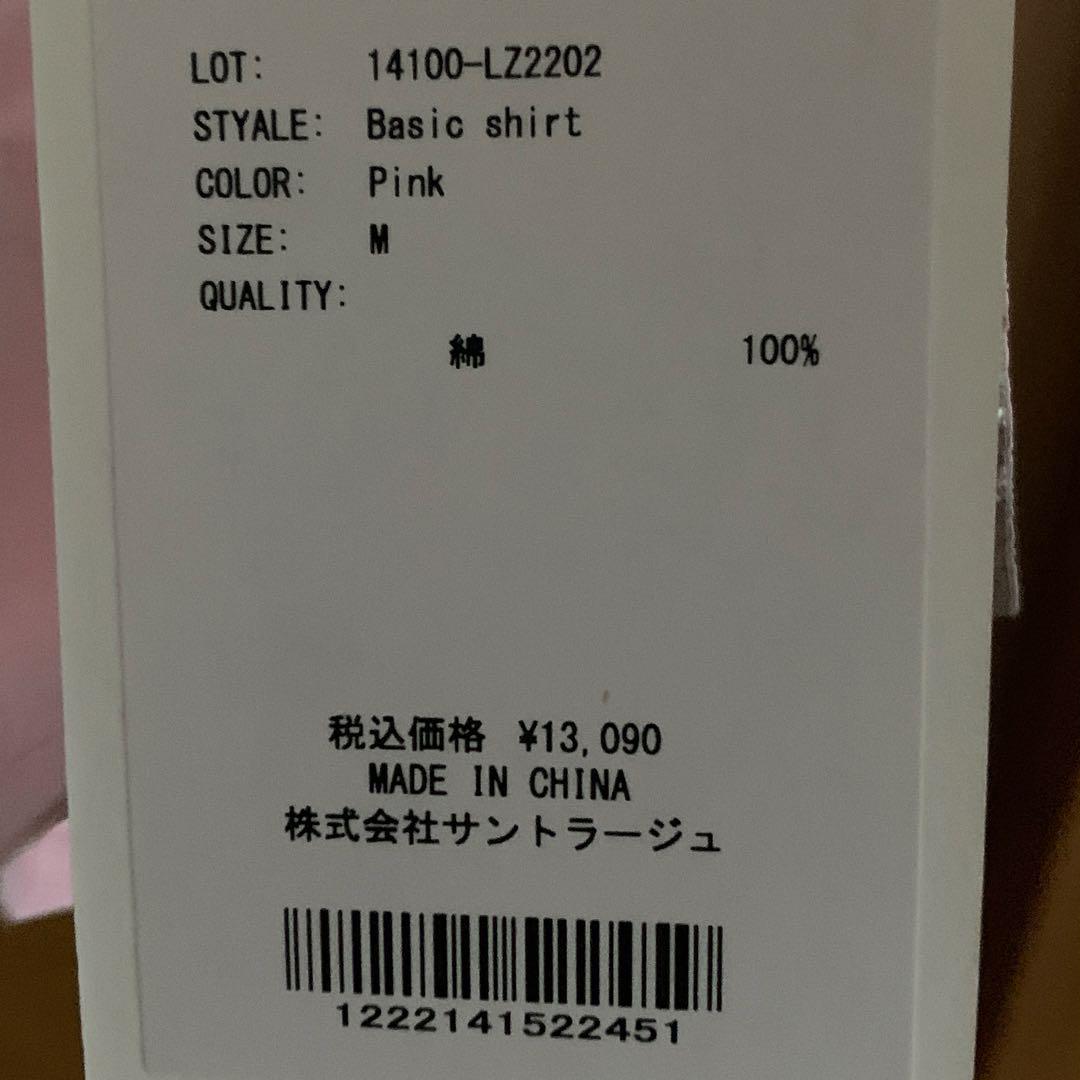 LOT: 14100-LZ2202
STYALE: Basic shirt
COLOR: Pink
SIZE: M
QUALITY:
綿 100%
税込価格 ¥13,090
MADE IN CHINA
株式会社サントラージュ
1222141522451